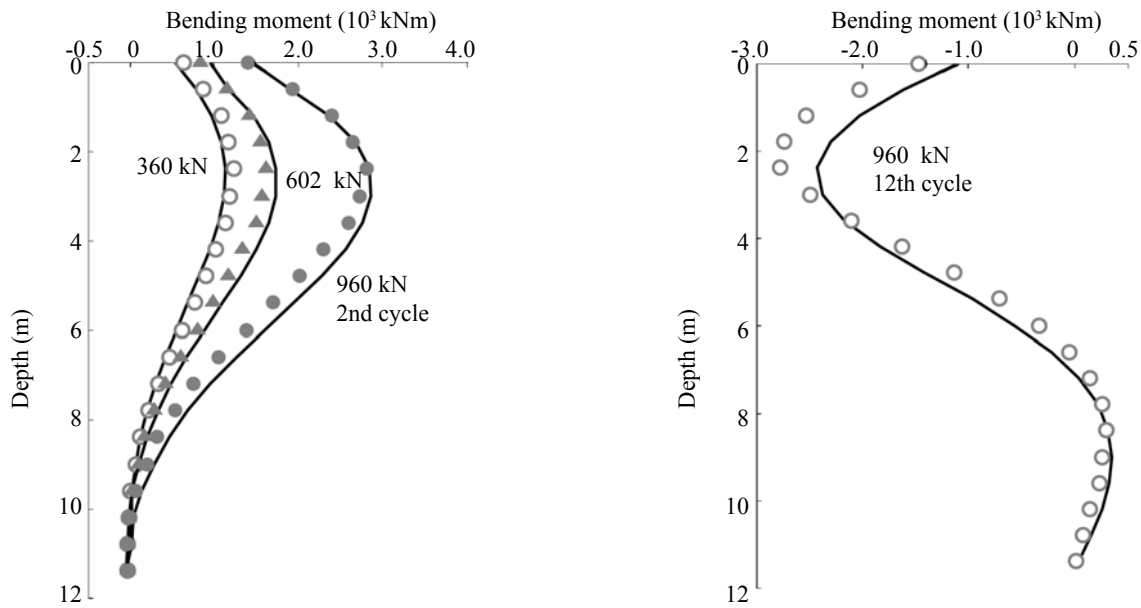 Bending moment (10³ kNm)
-0.5 0 1.0 2.0 3.0 4.0
0
2
4
6
8
10
12
Depth (m)
360 kN
602 kN
960 kN
2nd cycle
Bending moment (10³ kNm)
-3.0 -2.0 -1.0 0 0.5
0
2
4
6
8
10
12
Depth (m)
960 kN
12th cycle